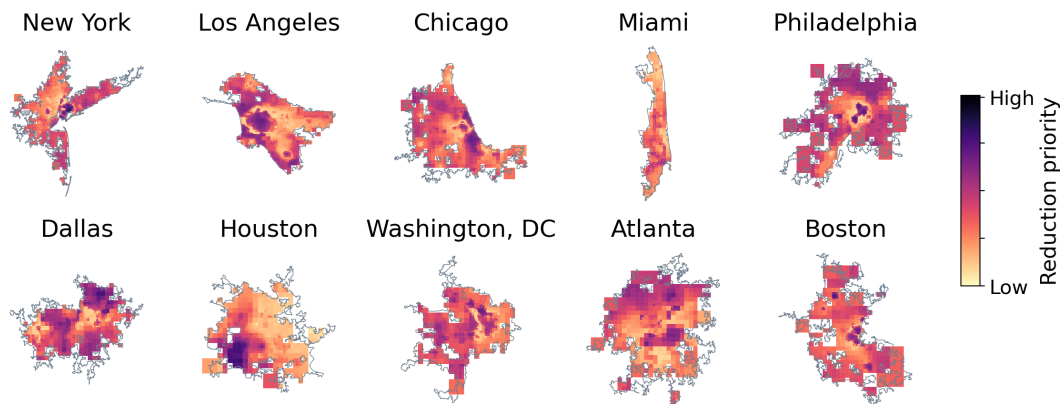 New York
Los Angeles
Chicago
Miami
Philadelphia
High
Low
Reduction priority
Dallas
Houston
Washington, DC
Atlanta
Boston